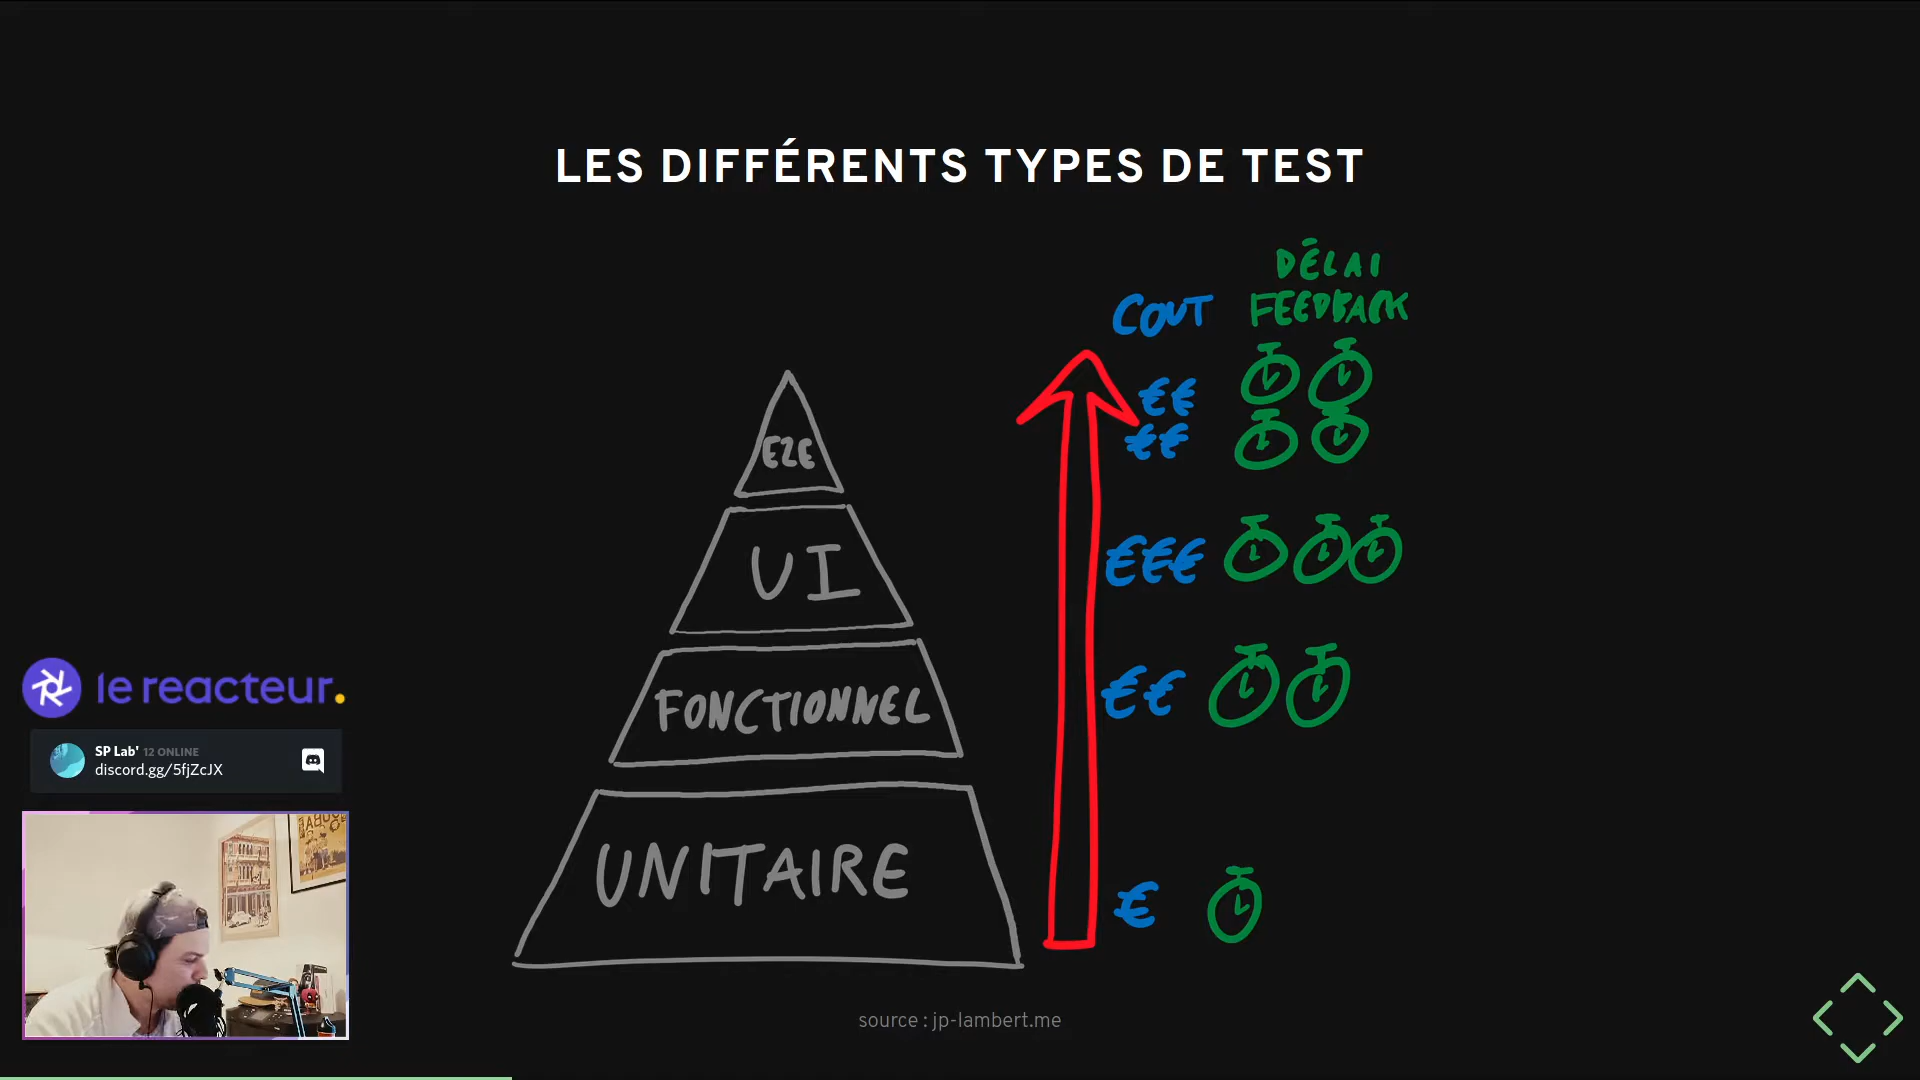 LES DIFFÉRENTS TYPES DE TEST
DÉLAI
FEEDBACK
COUT
€€
€€
€€€
€€
€
E2E
UI
FONCTIONNEL
UNITAIRE
le reacteur.
SP Lab' 12 ONLINE
discord.gg/5fjZcJX
source : jp-lambert.me